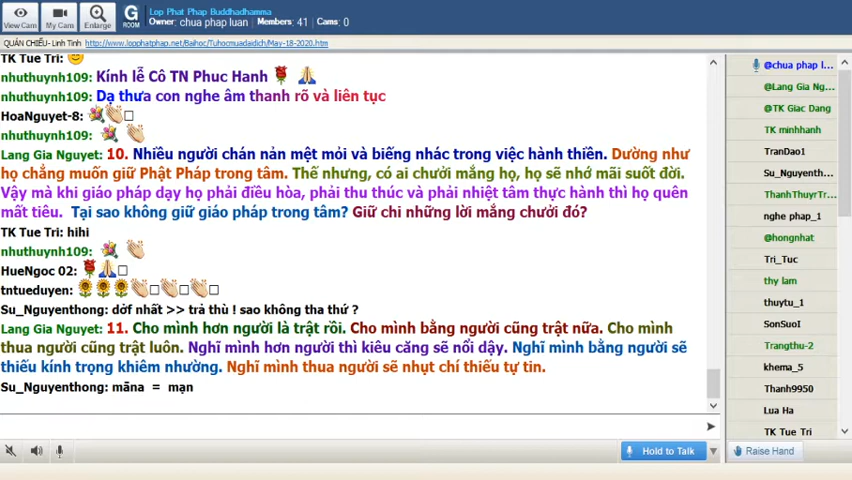 View Cam
My Cam
Enlarge
G ROOM
Lop Phat Phap Buddhadhamma
Owner: chua phap luan  Members: 41  Cams: 0
QUÁN CHIẾU- Linh Tinh http://www.lopphatphap.net/Baihoc/Tuhocmuadaidich/May-18-2020.htm
TK Tue Tri:
nhuthuynh109: Kính lễ Cô TN Phuc Hanh
nhuthuynh109: Dạ thưa con nghe âm thanh rõ và liên tục
HoaNguyet-8:
nhuthuynh109:
Lang Gia Nguyet: 10. Nhiều người chán nản mệt mỏi và biếng nhác trong việc hành thiền. Dường như
họ chẳng muốn giữ Phật Pháp trong tâm. Thế nhưng, có ai chưởi mắng họ, họ sẽ nhớ mãi suốt đời.
Vậy mà khi giáo pháp dạy họ phải điều hòa, phải thu thúc và phải nhiệt tâm thực hành thì họ quên
mất tiêu. Tại sao không giữ giáo pháp trong tâm? Giữ chi những lời mắng chưởi đó?
TK Tue Tri: hihi
nhuthuynh109:
HueNgoc 02:
tntueduyen:
Su_Nguyenthong: dởf nhất >> trả thù ! sao không tha thứ ?
Lang Gia Nguyet: 11. Cho mình hơn người là trật rồi. Cho mình bằng người cũng trật nữa. Cho mình
thua người cũng trật luôn. Nghĩ mình hơn người thì kiêu căng sẽ nổi dậy. Nghĩ mình bằng người sẽ
thiếu kính trọng khiêm nhường. Nghĩ mình thua người sẽ nhụt chí thiếu tự tin.
Su_Nguyenthong: māna = mạn
Hold to Talk
@chua phap l...
@Lang Gia Ng...
@TK Giac Dang
TK minhhanh
TranDao1
Su_Nguyenth...
ThanhThuyrTr...
nghe phap_1
@hongnhat
Tri_Tuc
thy lam
thuytu_1
SonSuoI
Trangthu-2
khema_5
Thanh9950
Lua Ha
TK Tue Tri
Raise Hand